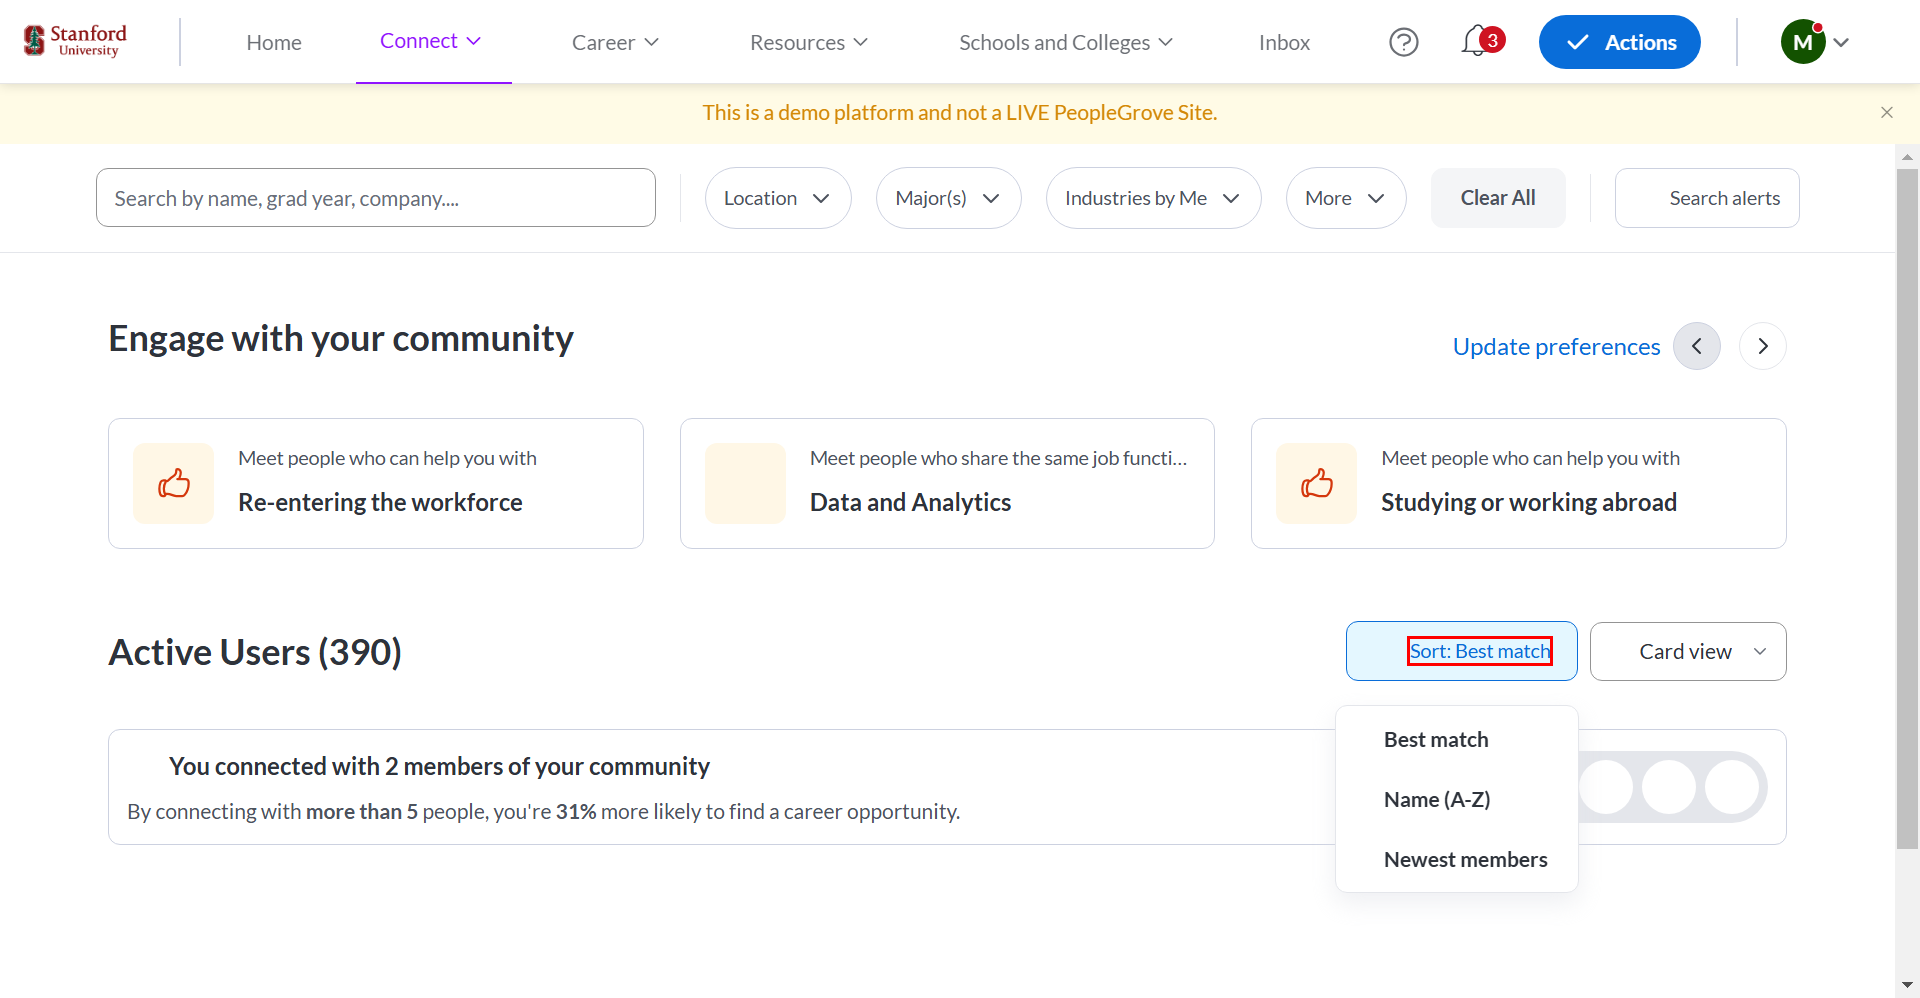 Stanford
University
Home
Connect
Career
Resources
Schools and Colleges
Inbox
3
Actions
M
This is a demo platform and not a LIVE PeopleGrove Site.
Search by name, grad year, company....
Location
Major(s)
Industries by Me
More
Clear All
Search alerts
Engage with your community
Update preferences
Meet people who can help you with
Re-entering the workforce
Meet people who share the same job functi...
Data and Analytics
Meet people who can help you with
Studying or working abroad
Active Users (390)
Sort: Best match
Card view
Best match
Name (A-Z)
Newest members
You connected with 2 members of your community
By connecting with more than 5 people, you're 31% more likely to find a career opportunity.